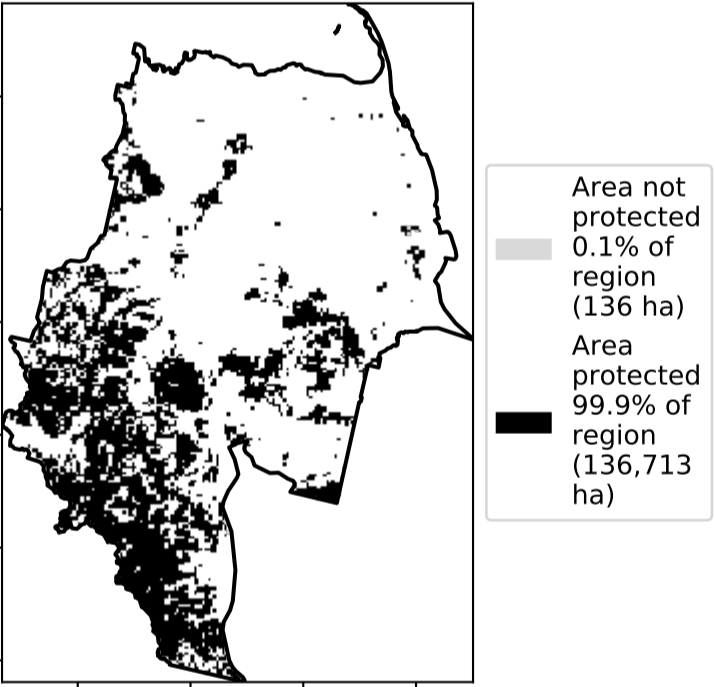 Area not
protected
0.1% of
region
(136 ha)
Area
protected
99.9% of
region
(136,713
ha)